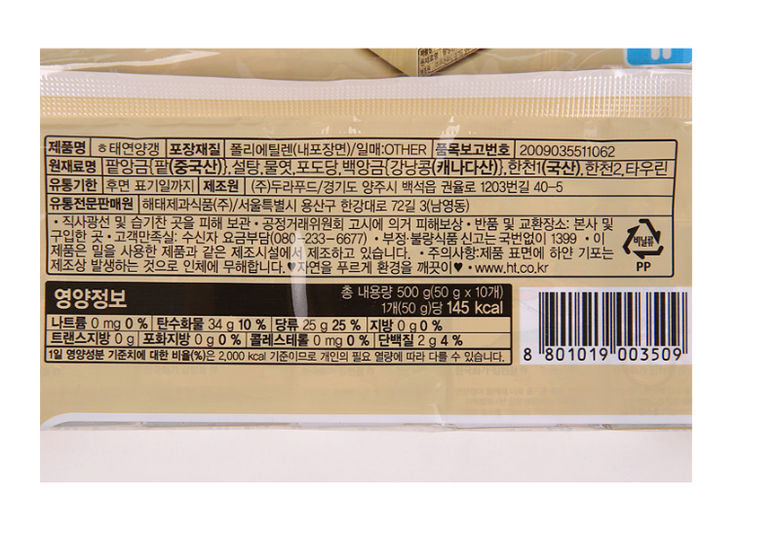 제품명 ㅎ태연양갱 포장재질 폴리에틸렌(내포장면)/일매:OTHER 품목보고번호 2009035511062
원재료명 팥앙금{팥(중국산)},설탕,물엿,포도당,백앙금{강낭콩(캐나다산)},한천1(국산),한천2,타우린
유통기한 후면 표기일까지 제조원 (주)두라푸드/경기도 양주시 백석읍 권율로 1203번길 40-5
유통전문판매원 해태제과식품(주)/서울특별시 용산구 한강대로 72길 3(남영동)
• 직사광선 및 습기찬 곳을 피해 보관 • 공정거래위원회 고시에 의거 피해보상 • 반품 및 교환장소: 본사 및
구입한 곳 • 고객만족실: 수신자 요금부담(080-233-6677) • 부정·불량식품 신고는 국번없이 1399 • 이
제품은 밀을 사용한 제품과 같은 제조시설에서 제조하고 있습니다. • 주의사항:제품 표면에 하얀 기포는
제조상 발생하는 것으로 인체에 무해합니다. ♥자연을 푸르게 환경을 깨끗이♥ • www.ht.co.kr
비닐류
PP
영양정보 총 내용량 500 g(50 g x 10개)
1개(50 g)당 145 kcal
나트륨 0 mg 0 % 탄수화물 34 g 10 % 당류 25 g 25 % 지방 0 g 0 %
트랜스지방 0 g 포화지방 0 g 0 % 콜레스테롤 0 mg 0 % 단백질 2 g 4 %
1일 영양성분 기준치에 대한 비율(%)은 2,000 kcal 기준이므로 개인의 필요 열량에 따라 다를 수 있습니다.
8 801019 003509